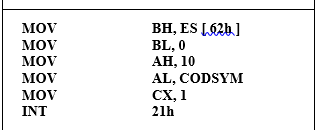 MOV BH, ES [ 62h ]
MOV BL, 0
MOV AH, 10
MOV AL, CODSYM
MOV CX, 1
INT 21h